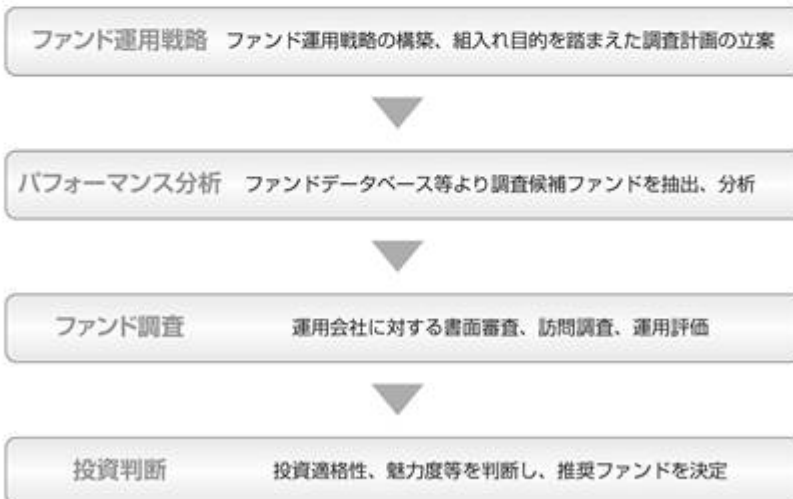 ファンド運用戦略 ファンド運用戦略の構築、組入れ目的を踏まえた調査計画の立案
パフォーマンス分析 ファンドデータベース等より調査候補ファンドを抽出、分析
ファンド調査 運用会社に対する書面審査、訪問調査、運用評価
投資判断 投資適格性、魅力度等を判断し、推奨ファンドを決定